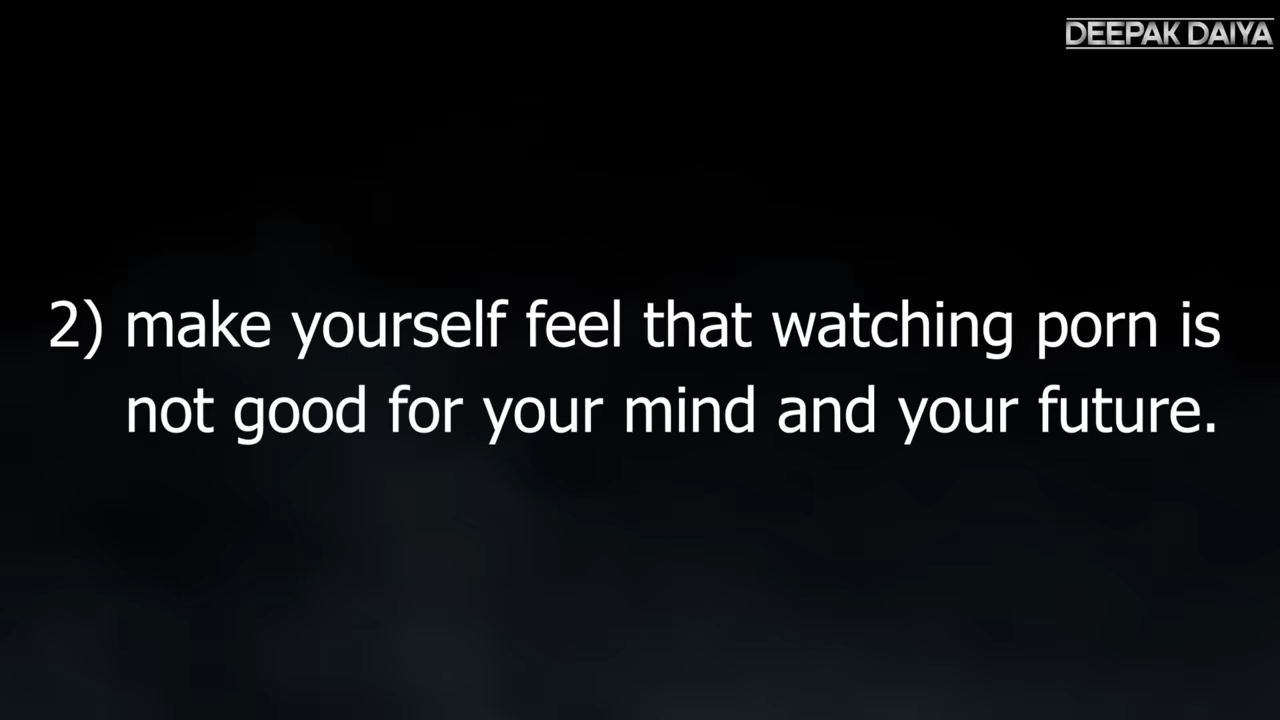 DEEPAK DAIYA
2) make yourself feel that watching porn is
not good for your mind and your future.